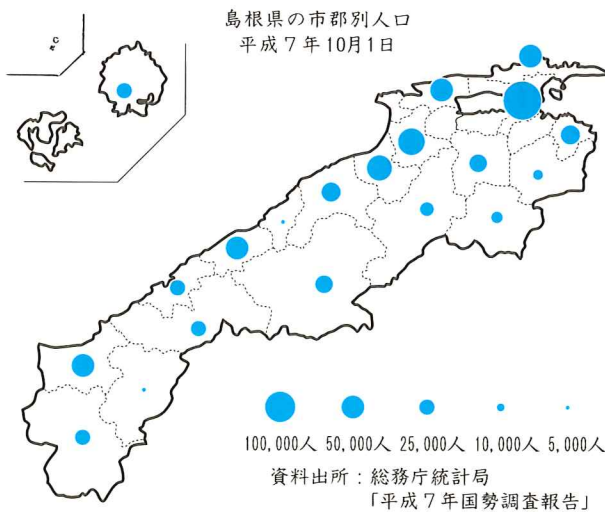 島根県の市郡別人口
平成7年10月1日
100,000人 50,000人 25,000人 10,000人 5,000人
資料出所：総務庁統計局
「平成7年国勢調査報告」